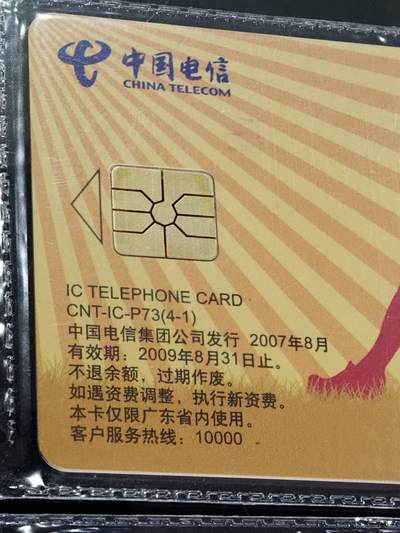 中国电信
CHINA TELECOM
IC TELEPHONE CARD
CNT-IC-P73(4-1)
中国电信集团公司发行 2007年8月
有效期：2009年8月31日止。
不退余额，过期作废。
如遇资费调整，执行新资费。
本卡仅限广东省内使用。
客户服务热线：10000